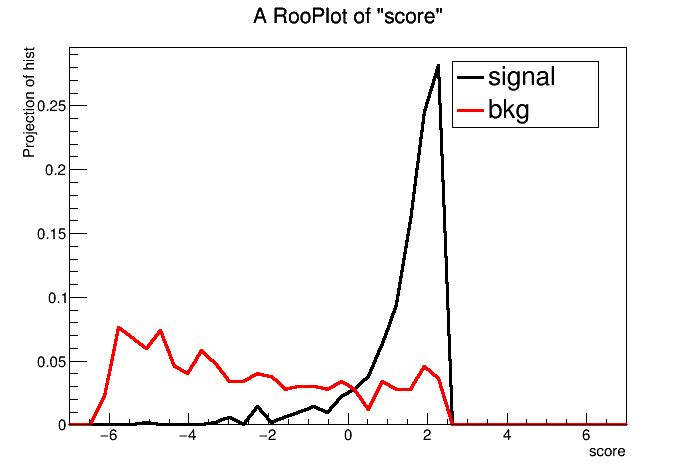 A RooPlot of "score"
Projection of hist
signal
bkg
0.25
0.2
0.15
0.1
0.05
0
−6 −4 −2 0 2 4 6
score